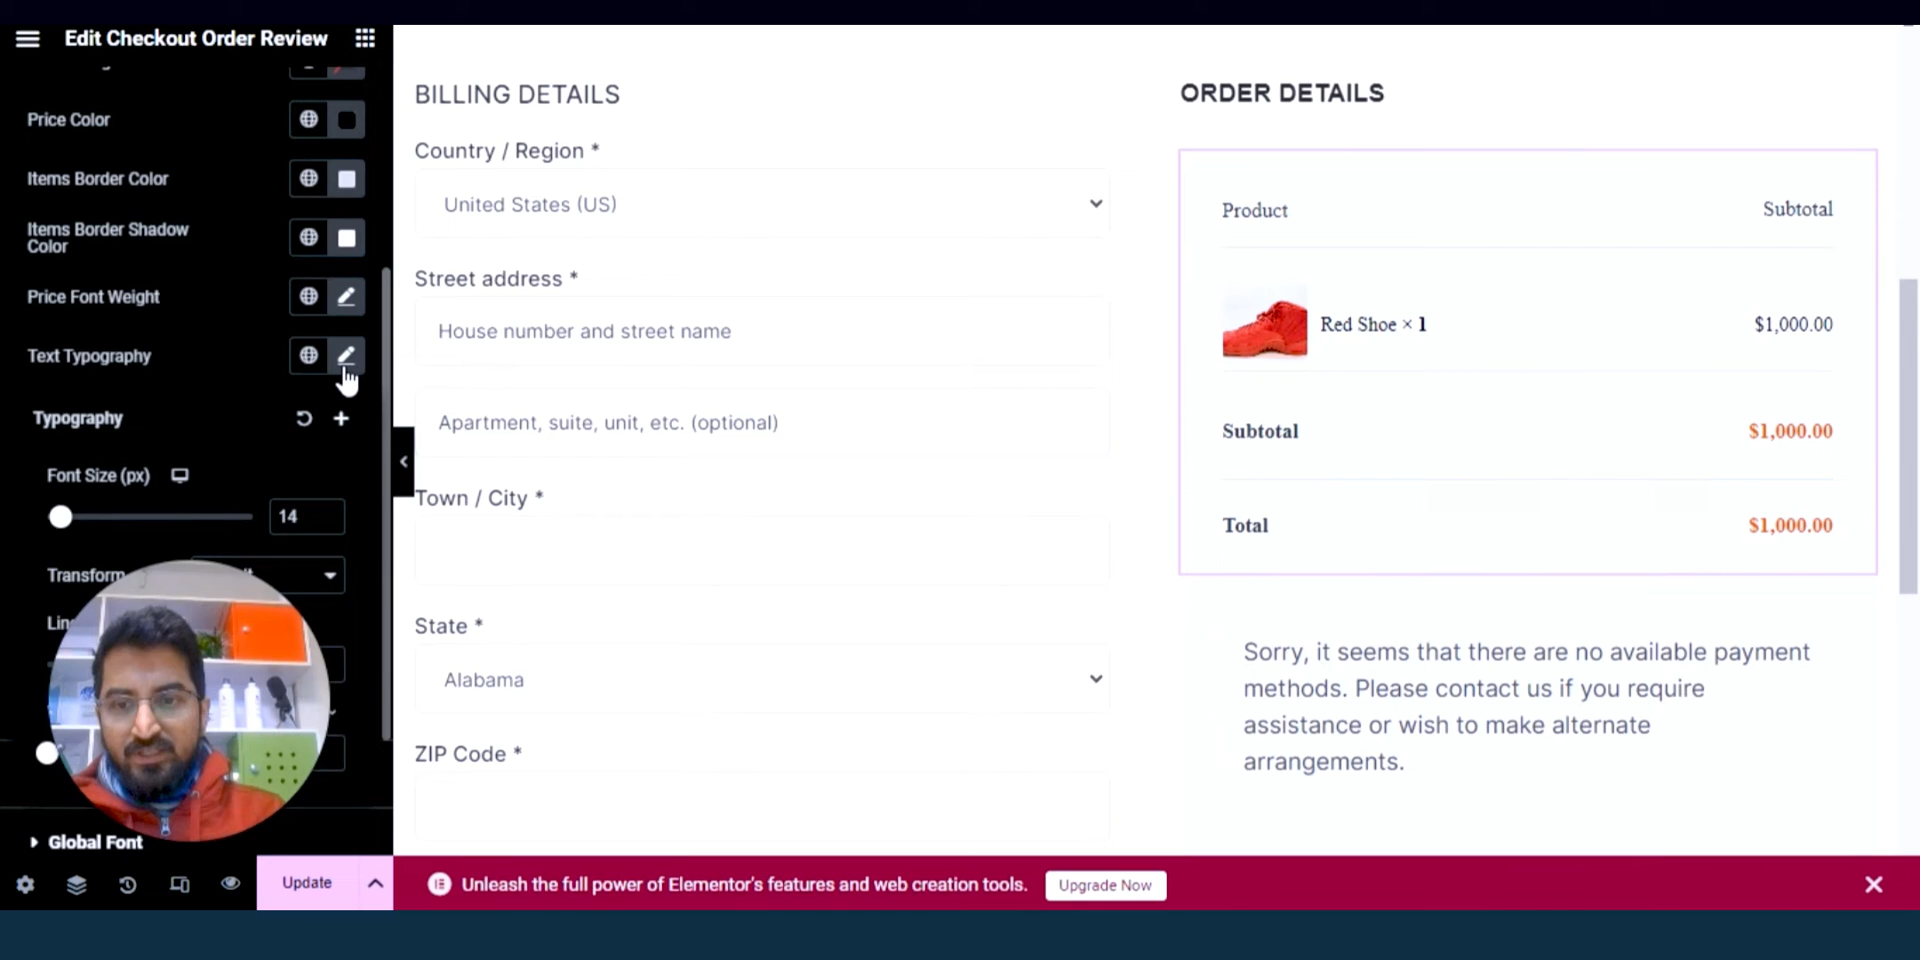 Edit Checkout Order Review
Price Color
Items Border Color
Items Border Shadow
Color
Price Font Weight
Text Typography
Typography
Font Size (px)
14
Transform
Global Font
Update
BILLING DETAILS
Country / Region *
United States (US)
Street address *
House number and street name
Apartment, suite, unit, etc. (optional)
Town / City *
State *
Alabama
ZIP Code *
ORDER DETAILS
Product Subtotal
Red Shoe × 1 $1,000.00
Subtotal $1,000.00
Total $1,000.00
Sorry, it seems that there are no available payment
methods. Please contact us if you require
assistance or wish to make alternate
arrangements.
Unleash the full power of Elementor's features and web creation tools.
Upgrade Now